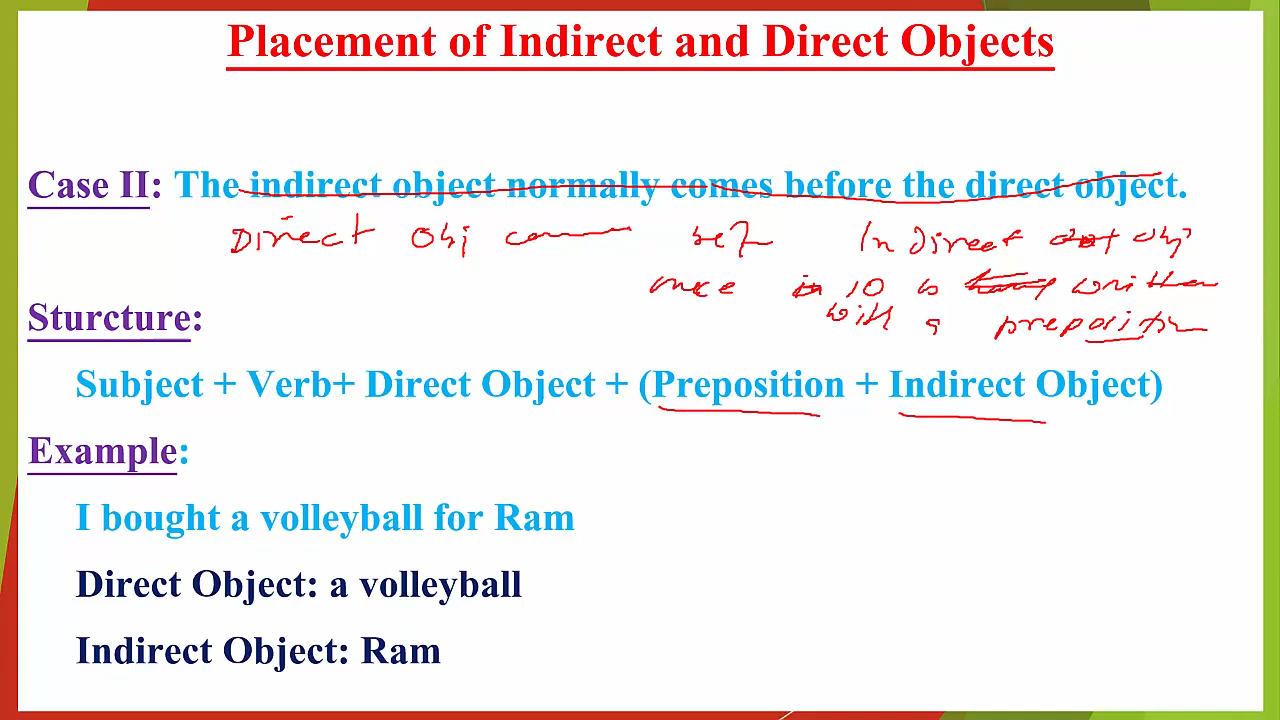 Placement of Indirect and Direct Objects
Case II: The indirect object normally comes before the direct object.
Direct Obj bef Indirect obj
once IO is written
with a preposition
Sturcture:
Subject + Verb+ Direct Object + (Preposition + Indirect Object)
Example:
I bought a volleyball for Ram
Direct Object: a volleyball
Indirect Object: Ram